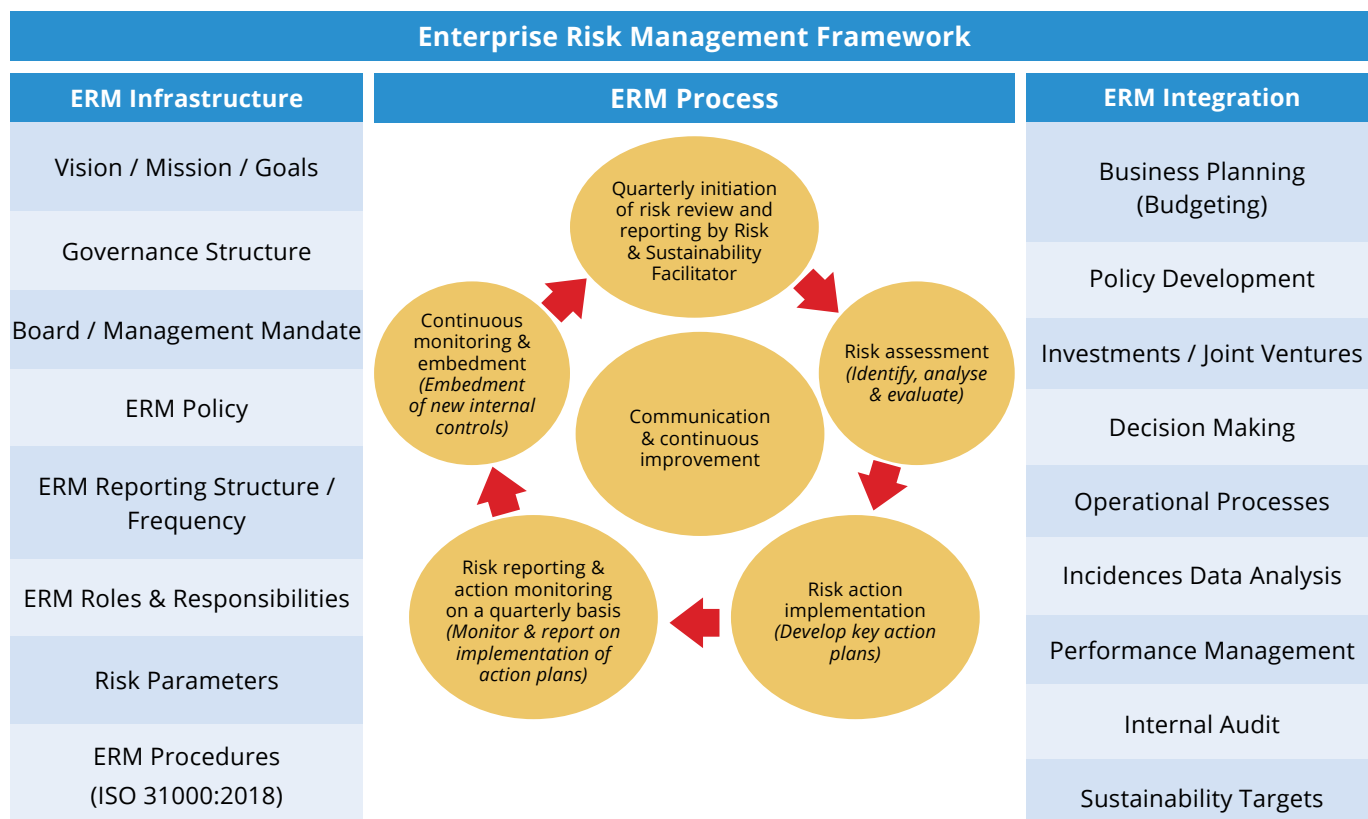 Enterprise Risk Management Framework
ERM Infrastructure
Vision / Mission / Goals
Governance Structure
Board / Management Mandate
ERM Policy
ERM Reporting Structure /
Frequency
ERM Roles & Responsibilities
Risk Parameters
ERM Procedures
(ISO 31000:2018)
ERM Process
Quarterly initiation
of risk review and
reporting by Risk
& Sustainability
Facilitator
Risk assessment
(Identify, analyse
& evaluate)
Risk action
implementation
(Develop key action
plans)
Risk reporting &
action monitoring
on a quarterly basis
(Monitor & report on
implementation of
action plans)
Continuous
monitoring &
embedment
(Embedment
of new internal
controls)
Communication
& continuous
improvement
ERM Integration
Business Planning
(Budgeting)
Policy Development
Investments / Joint Ventures
Decision Making
Operational Processes
Incidences Data Analysis
Performance Management
Internal Audit
Sustainability Targets